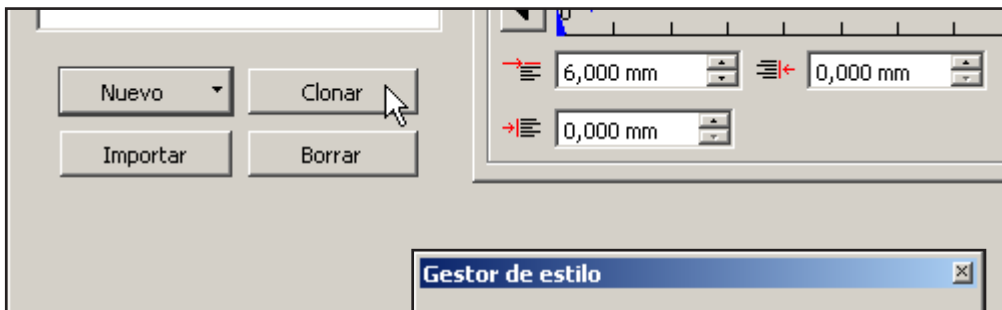 Nuevo Clonar
6,000 mm 0,000 mm
Importar Borrar
0,000 mm
Gestor de estilo